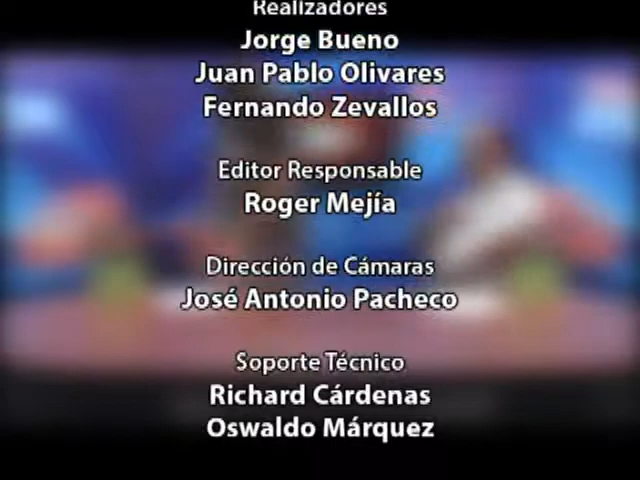 Realizadores
Jorge Bueno
Juan Pablo Olivares
Fernando Zevallos
Editor Responsable
Roger Mejía
Dirección de Cámaras
José Antonio Pacheco
Soporte Técnico
Richard Cárdenas
Oswaldo Márquez